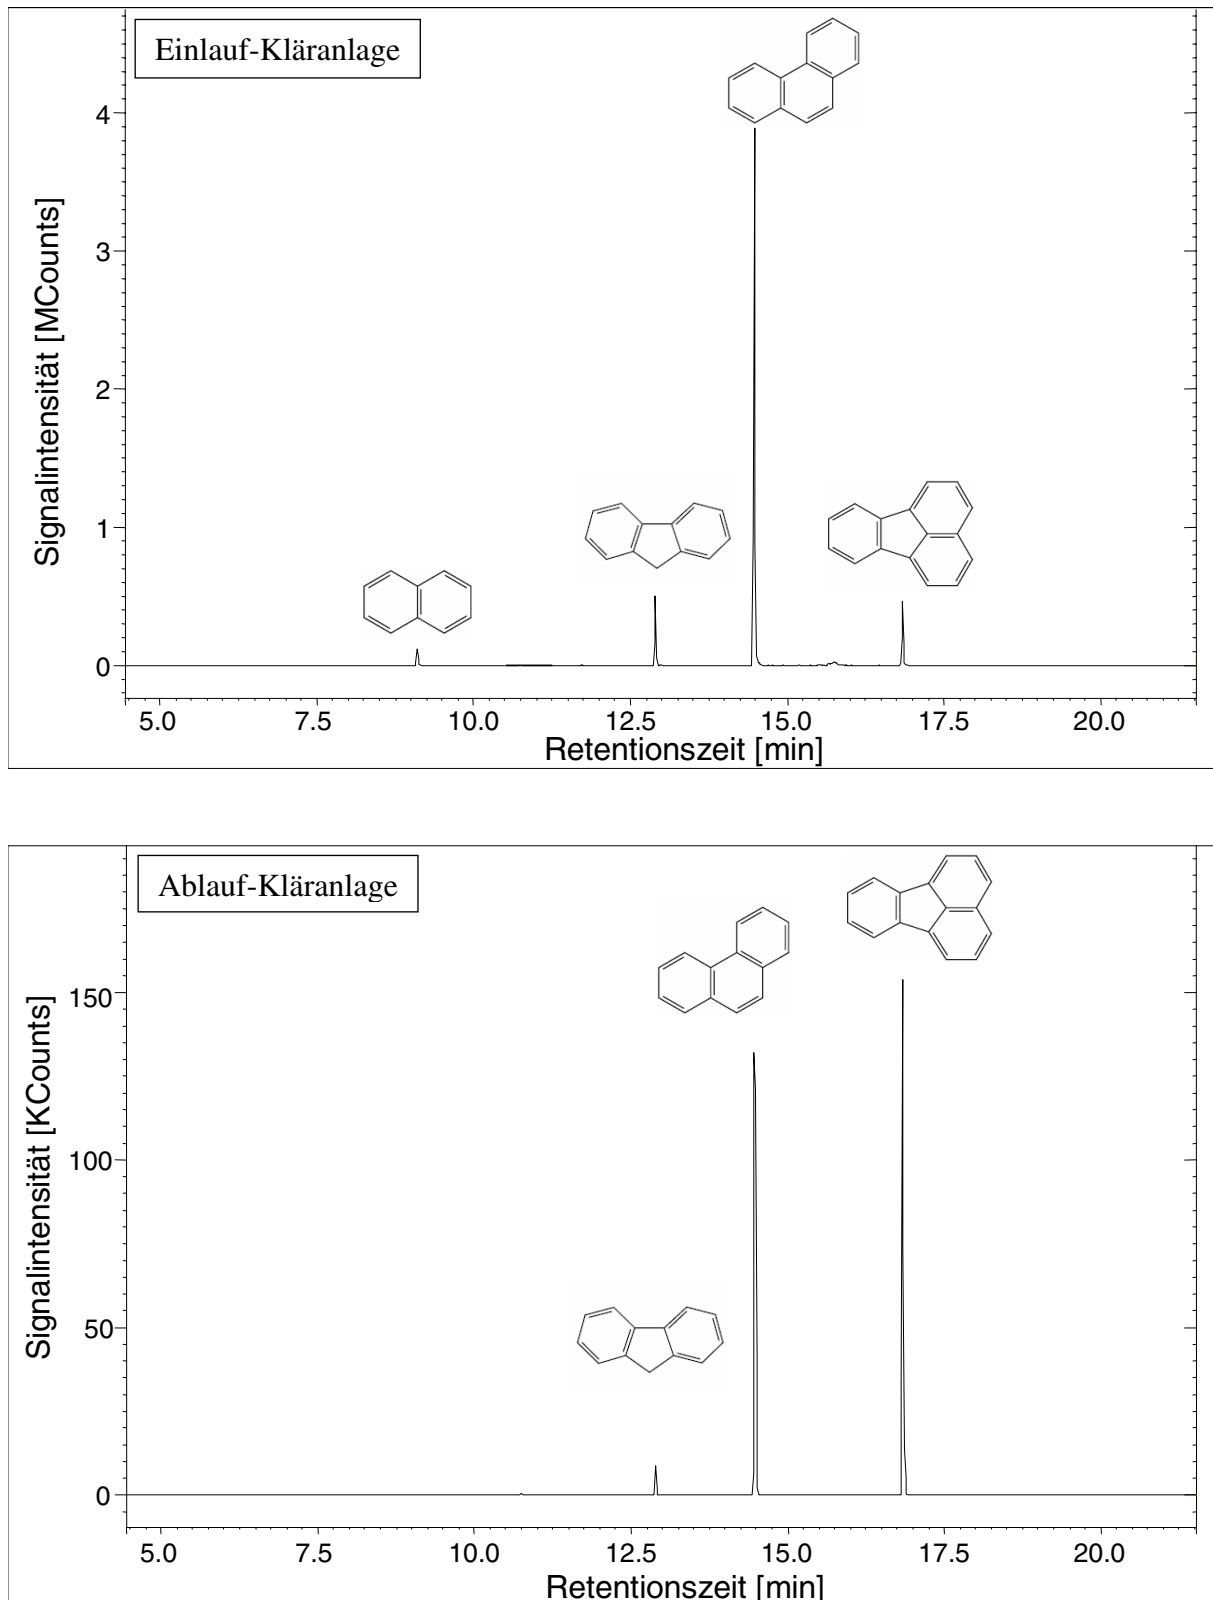 Einlauf-Kläranlage
Signalintensität [MCounts]
4
3
2
1
0
5.0 7.5 10.0 12.5 15.0 17.5 20.0
Retentionszeit [min]
Ablauf-Kläranlage
Signalintensität [KCounts]
150
100
50
0
5.0 7.5 10.0 12.5 15.0 17.5 20.0
Retentionszeit [min]